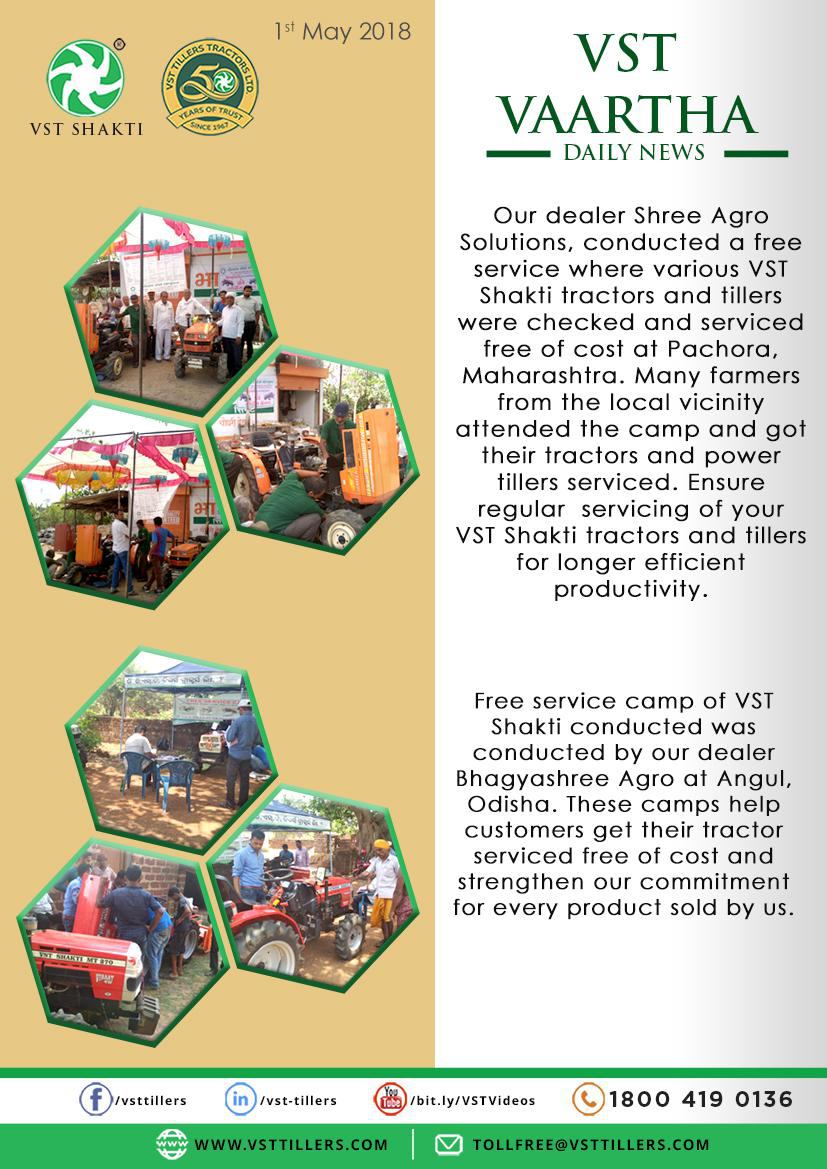 1st May 2018
VST SHAKTI
®
VST TILLERS TRACTORS LTD.
50
YEARS OF TRUST
SINCE 1967
VST
VAARTHA
DAILY NEWS
Our dealer Shree Agro
Solutions, conducted a free
service where various VST
Shakti tractors and tillers
were checked and serviced
free of cost at Pachora,
Maharashtra. Many farmers
from the local vicinity
attended the camp and got
their tractors and power
tillers serviced. Ensure
regular servicing of your
VST Shakti tractors and tillers
for longer efficient
productivity.
Free service camp of VST
Shakti conducted was
conducted by our dealer
Bhagyashree Agro at Angul,
Odisha. These camps help
customers get their tractor
serviced free of cost and
strengthen our commitment
for every product sold by us.
भा
FREE SERVICE
VST SHAKTI MT 270
VIRAAT
/vsttillers
/vst-tillers
You Tube /bit.ly/VSTVideos
1800 419 0136
WWW.VSTTILLERS.COM
TOLLFREE@VSTTILLERS.COM